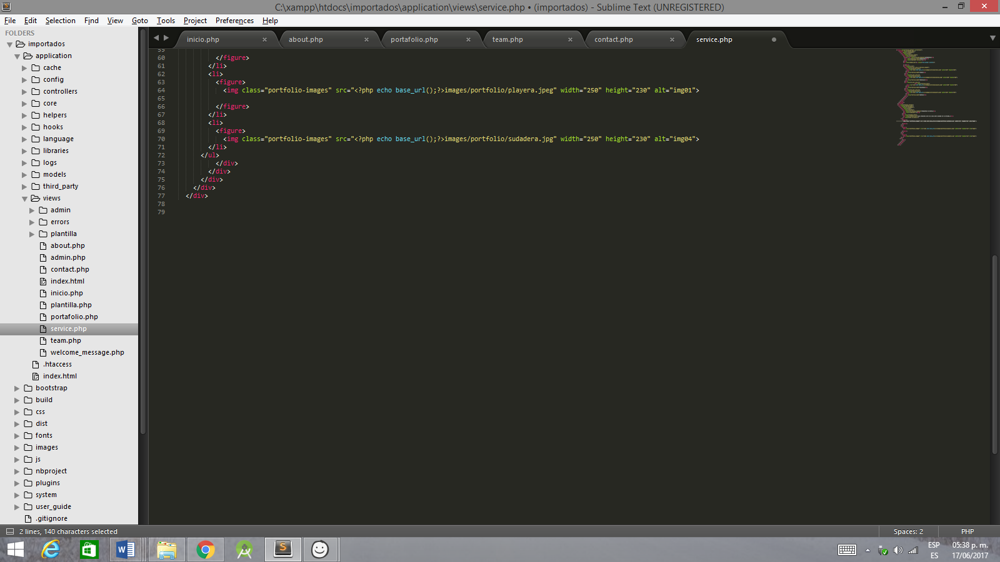 C:\xampp\htdocs\importados\application\views\service.php • (importados) - Sublime Text (UNREGISTERED)
File Edit Selection Find View Goto Tools Project Preferences Help
FOLDERS
importados
application
cache
config
controllers
core
helpers
hooks
language
libraries
logs
models
third_party
views
admin
errors
plantilla
about.php
admin.php
contact.php
index.html
inicio.php
plantilla.php
portafolio.php
service.php
team.php
welcome_message.php
.htaccess
index.html
bootstrap
build
css
dist
fonts
images
js
nbproject
plugins
system
user_guide
.gitignore
inicio.php about.php portafolio.php team.php contact.php service.php
59
60 </figure>
61 </li>
62 <li>
63 <figure>
64 <img class="portfolio-images" src="<?php echo base_url();?>images/portfolio/playera.jpeg" width="250" height="230" alt="img01">
65
66 </figure>
67 </li>
68 <li>
69 <figure>
70 <img class="portfolio-images" src="<?php echo base_url();?>images/portfolio/sudadera.jpg" width="250" height="230" alt="img04">
71 </li>
72 </ul>
73 </div>
74 </div>
75 </div>
76 </div>
77 </div>
78
79
2 lines, 140 characters selected
Spaces: 2 PHP
ESP 05:38 p. m.
ES 17/06/2017